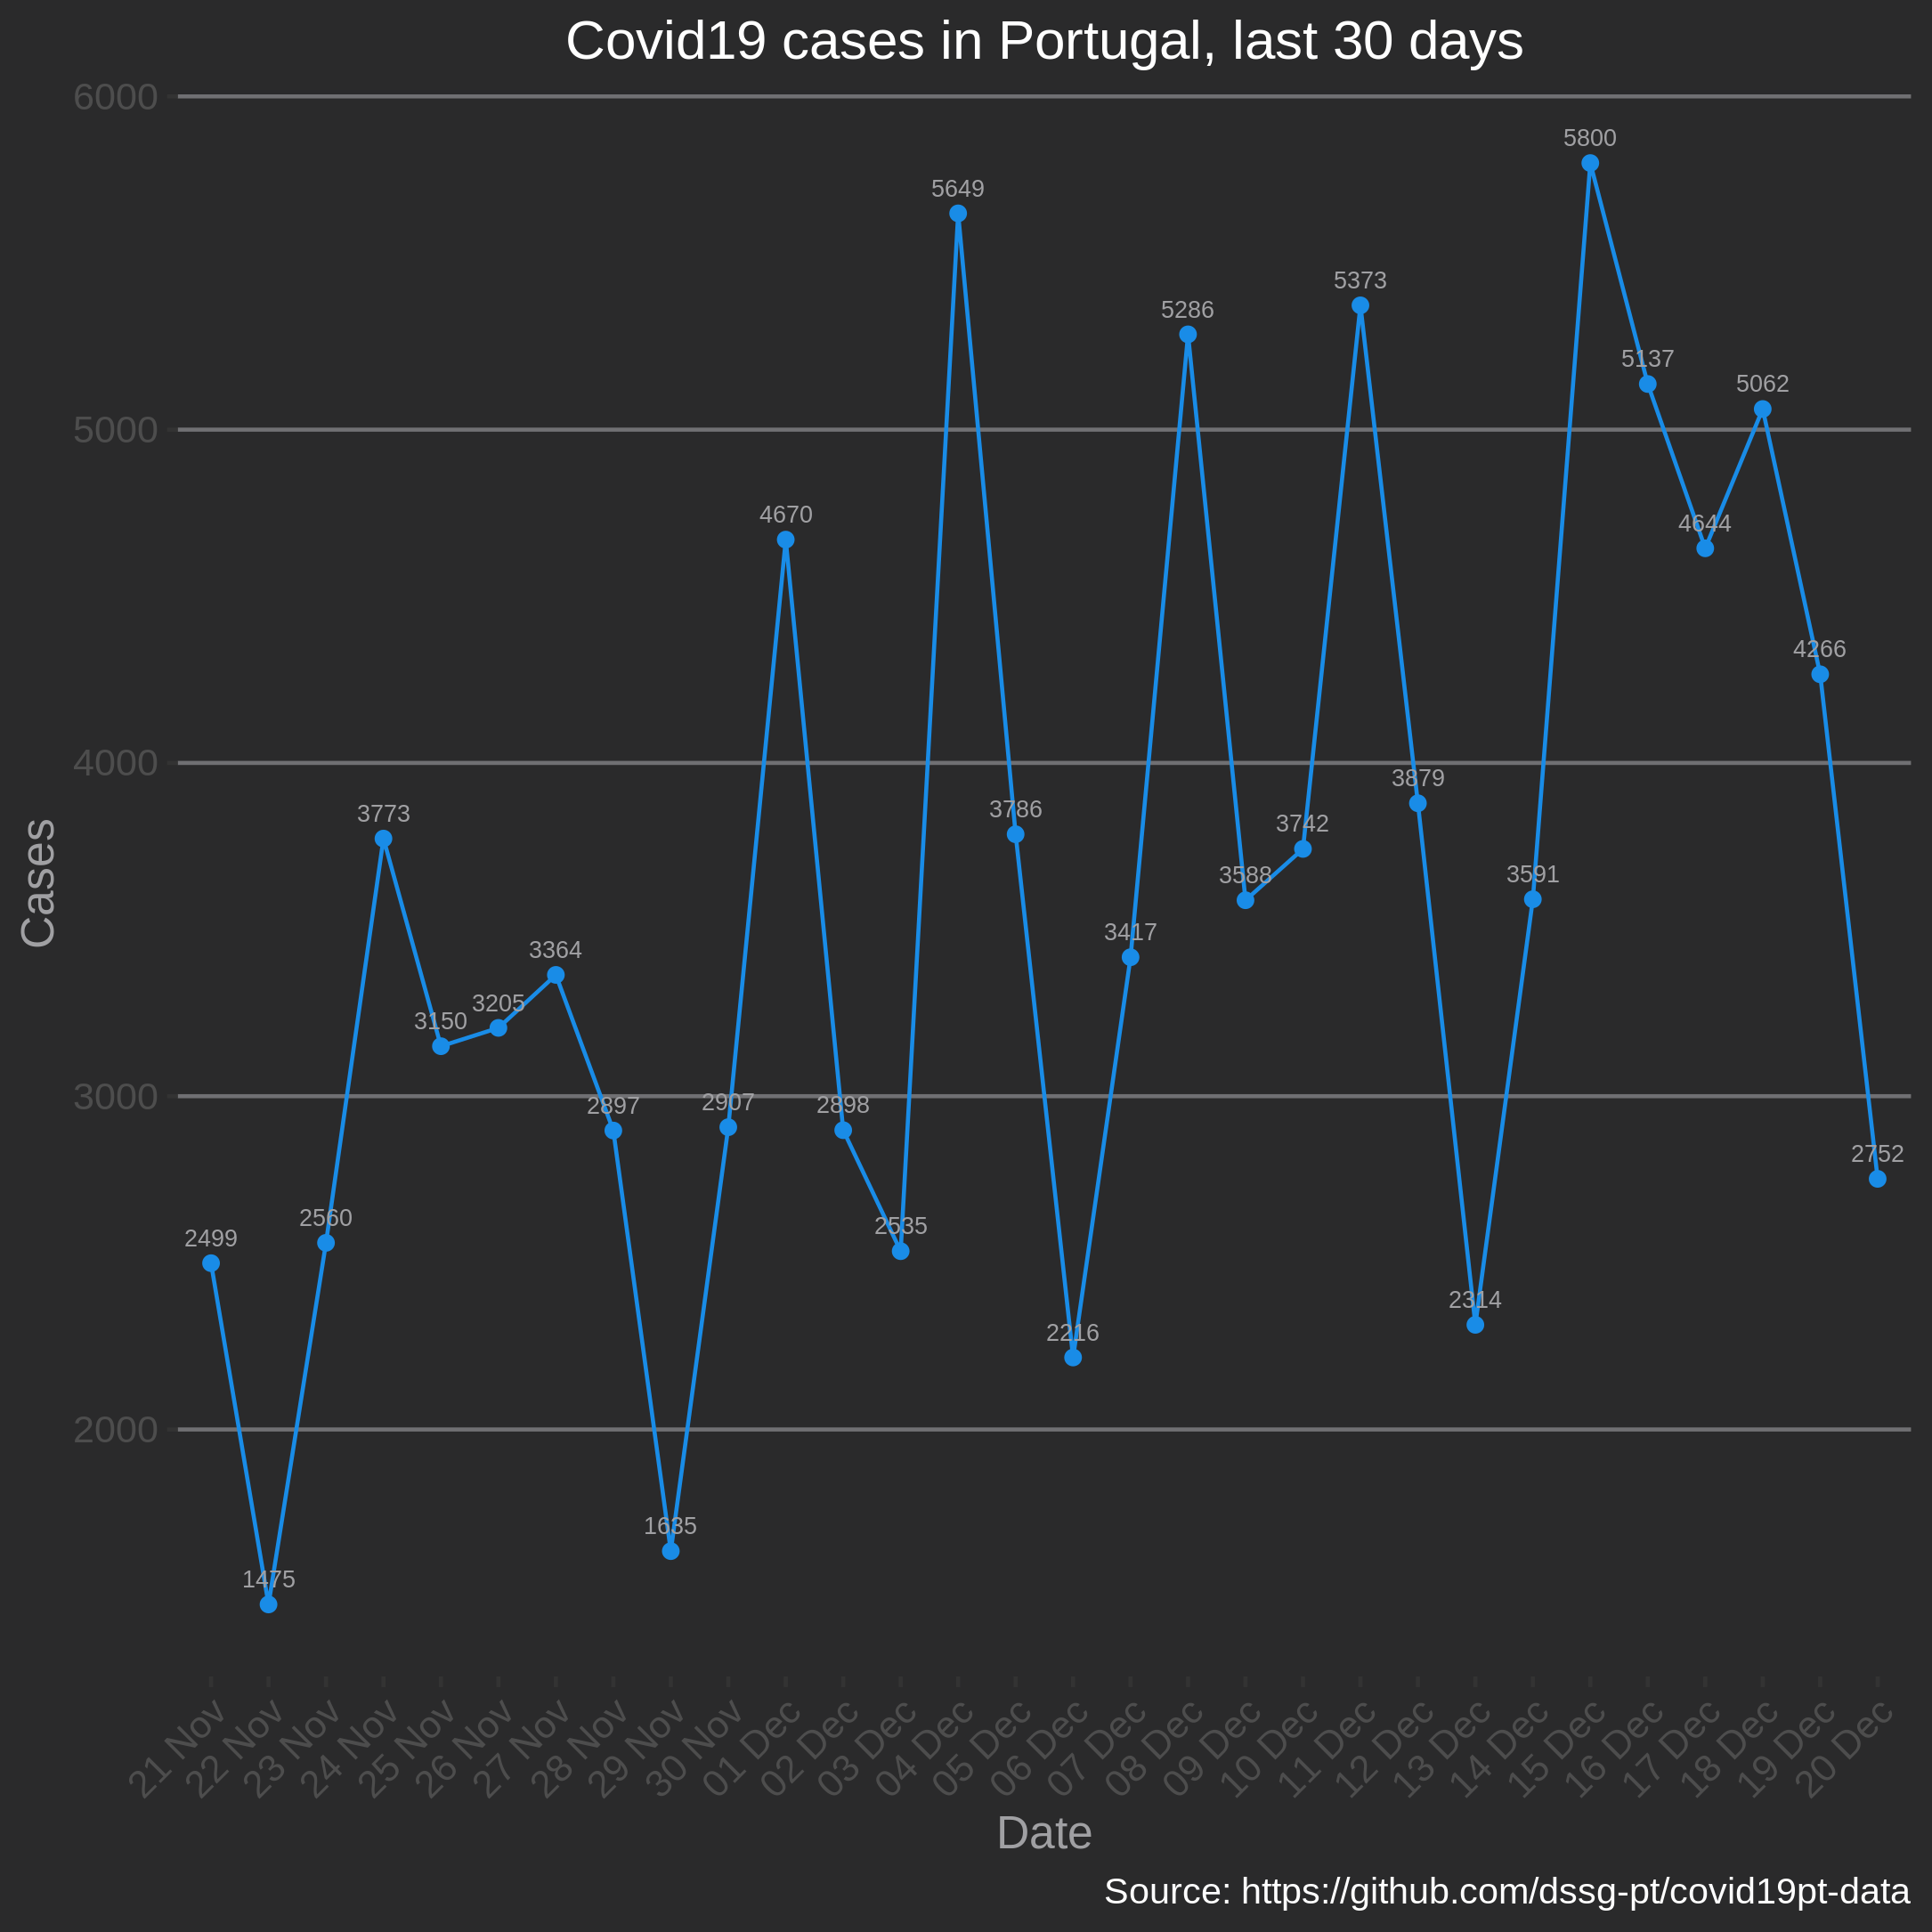 Covid19 cases in Portugal, last 30 days
6000
5000
4000
3000
2000
Cases
2499
1475
2560
3773
3150
3205
3364
2897
1635
2907
4670
2898
2535
5649
3786
2216
3417
5286
3588
3742
5373
3879
2314
3591
5800
5137
4644
5062
4266
2752
21 Nov
22 Nov
23 Nov
24 Nov
25 Nov
26 Nov
27 Nov
28 Nov
29 Nov
30 Nov
01 Dec
02 Dec
03 Dec
04 Dec
05 Dec
06 Dec
07 Dec
08 Dec
09 Dec
10 Dec
11 Dec
12 Dec
13 Dec
14 Dec
15 Dec
16 Dec
17 Dec
18 Dec
19 Dec
20 Dec
Date
Source: https://github.com/dssg-pt/covid19pt-data